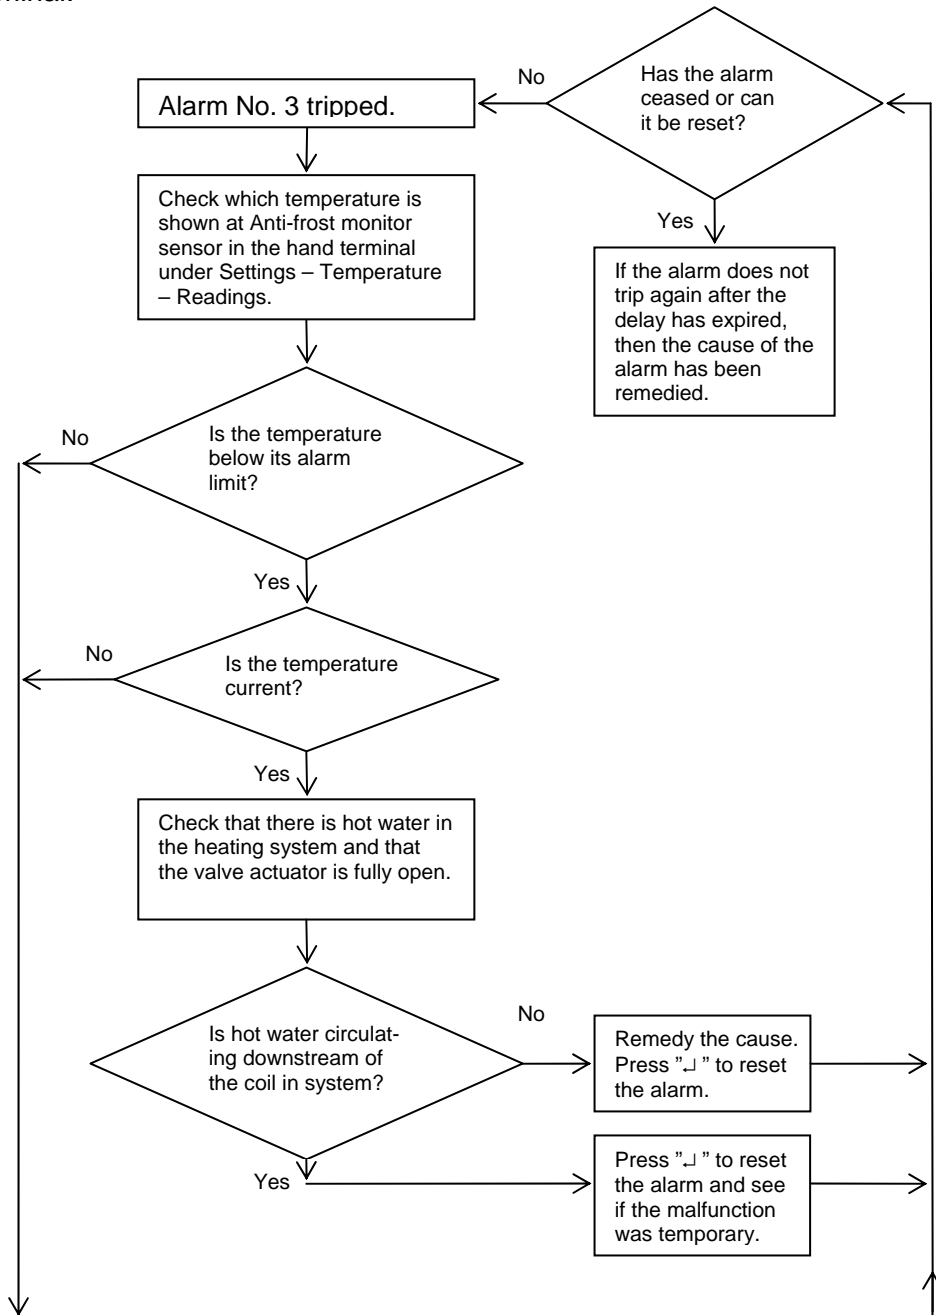 No
Has the alarm
ceased or can
it be reset?
Alarm No. 3 tripped.
Check which temperature is
shown at Anti-frost monitor
sensor in the hand terminal
under Settings – Temperature
– Readings.
Yes
If the alarm does not
trip again after the
delay has expired,
then the cause of the
alarm has been
remedied.
No
Is the temperature
below its alarm
limit?
Yes
No
Is the temperature
current?
Yes
Check that there is hot water in
the heating system and that
the valve actuator is fully open.
Is hot water circulat-
ing downstream of
the coil in system?
No
Remedy the cause.
Press ”↵ ” to reset
the alarm.
Yes
Press ”↵ ” to reset
the alarm and see
if the malfunction
was temporary.